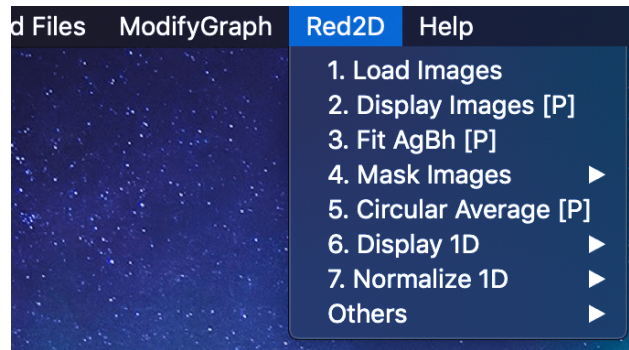 d Files ModifyGraph Red2D Help
1. Load Images
2. Display Images [P]
3. Fit AgBh [P]
4. Mask Images
5. Circular Average [P]
6. Display 1D
7. Normalize 1D
Others